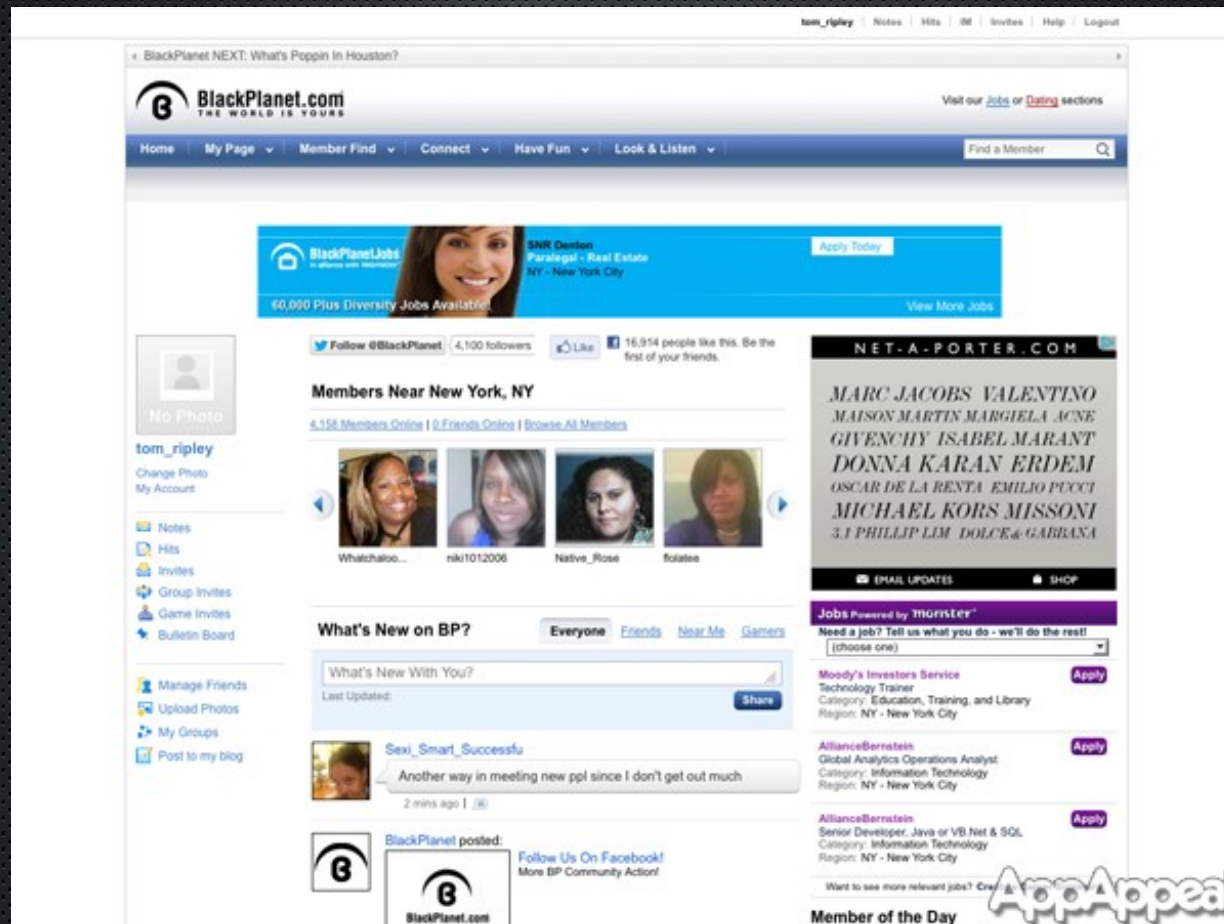 tom_ripley | Notes | Hits | IM | Invites | Help | Logout
BlackPlanet NEXT: What's Poppin In Houston?
BlackPlanet.com
THE WORLD IS YOURS
Visit our Jobs or Dating sections
Home My Page Member Find Connect Have Fun Look & Listen
Find a Member
BlackPlanetJobs
in alliance with monster
60,000 Plus Diversity Jobs Available!
SNR Denton
Paralegal - Real Estate
NY - New York City
Apply Today
View More Jobs
No Photo
tom_ripley
Change Photo
My Account
Notes
Hits
Invites
Group Invites
Game Invites
Bulletin Board
Manage Friends
Upload Photos
My Groups
Post to my blog
Follow @BlackPlanet 4,100 followers
Like 16,914 people like this. Be the
first of your friends.
Members Near New York, NY
4,158 Members Online | 0 Friends Online | Browse All Members
Whatchaloo... niki1012006 Native_Rose flolatee
What's New on BP?
Everyone Friends Near Me Gamers
What's New With You?
Last Updated:
Share
Sexi_Smart_Successfu
Another way in meeting new ppl since I don't get out much
2 mins ago |
BlackPlanet posted:
BlackPlanet.com
Follow Us On Facebook!
More BP Community Action!
NET-A-PORTER.COM
MARC JACOBS VALENTINO
MAISON MARTIN MARGIELA ACNE
GIVENCHY ISABEL MARANT
DONNA KARAN ERDEM
OSCAR DE LA RENTA EMILIO PUCCI
MICHAEL KORS MISSONI
3.1 PHILLIP LIM DOLCE & GABBANA
EMAIL UPDATES SHOP
Jobs Powered by monster
Need a job? Tell us what you do - we'll do the rest!
(choose one)
Moody's Investors Service
Apply
Technology Trainer
Category: Education, Training, and Library
Region: NY - New York City
AllianceBernstein
Apply
Global Analytics Operations Analyst
Category: Information Technology
Region: NY - New York City
AllianceBernstein
Apply
Senior Developer, Java or VB.Net & SQL
Category: Information Technology
Region: NY - New York City
Want to see more relevant jobs?
AppAppeal
Member of the Day